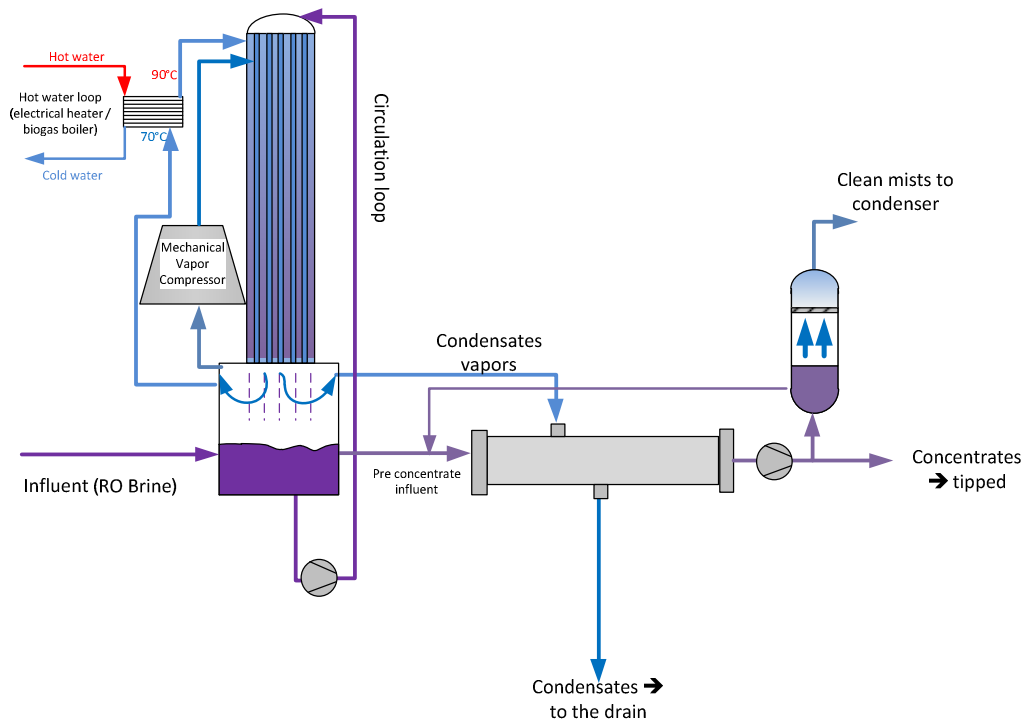 Hot water
90°C
Hot water loop
(electrical heater /
biogas boiler)
70°C
Cold water
Circulation loop
Mechanical
Vapor
Compressor
Clean mists to
condenser
Condensates
vapors
Influent (RO Brine)
Pre concentrate
influent
Concentrates
➔ tipped
Condensates ➔
to the drain